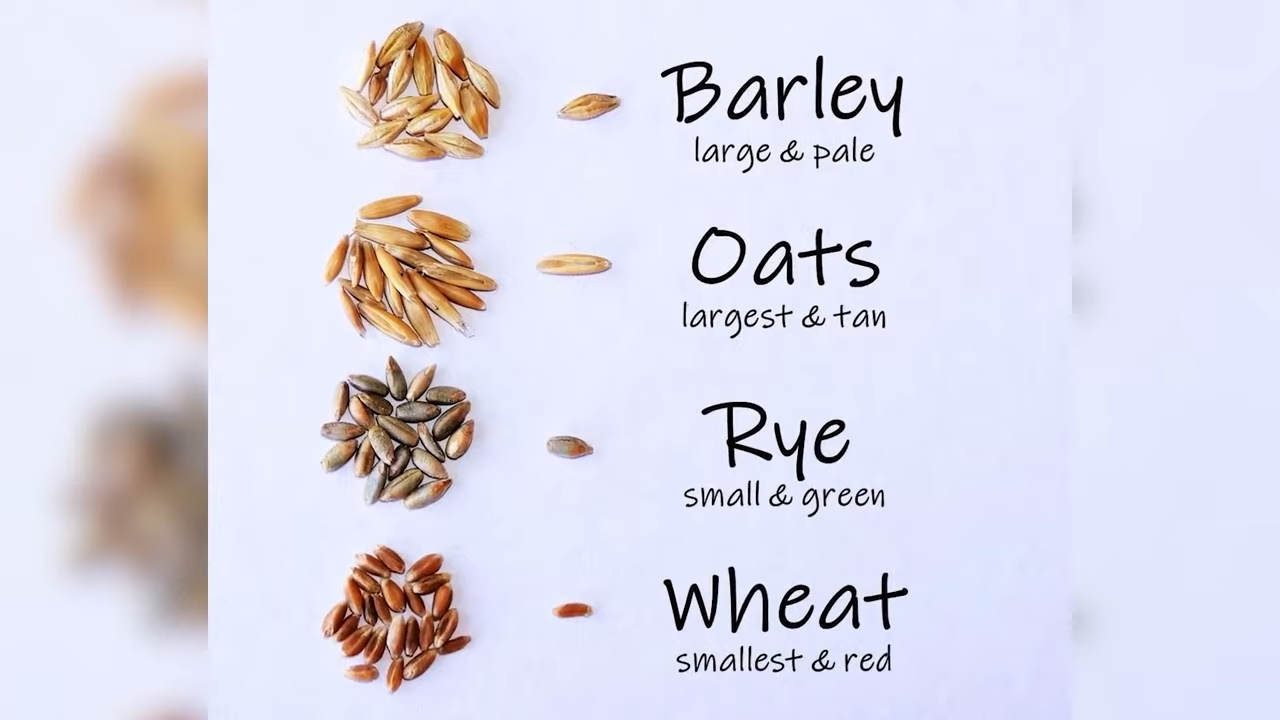 Barley
large & pale
Oats
largest & tan
Rye
small & green
Wheat
smallest & red